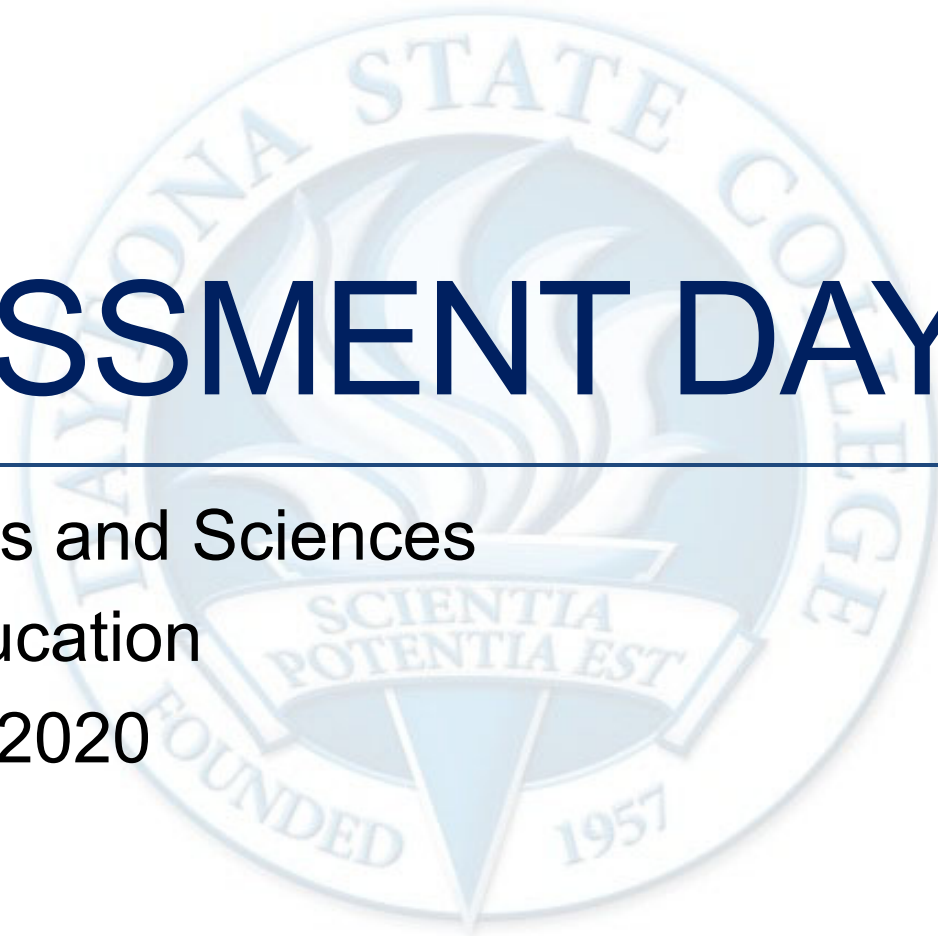 DAYTONA STATE COLLEGE
SSMENT DAY
s and Sciences
ucation
2020
SCIENTIA
POTENTIA EST
FOUNDED 1957